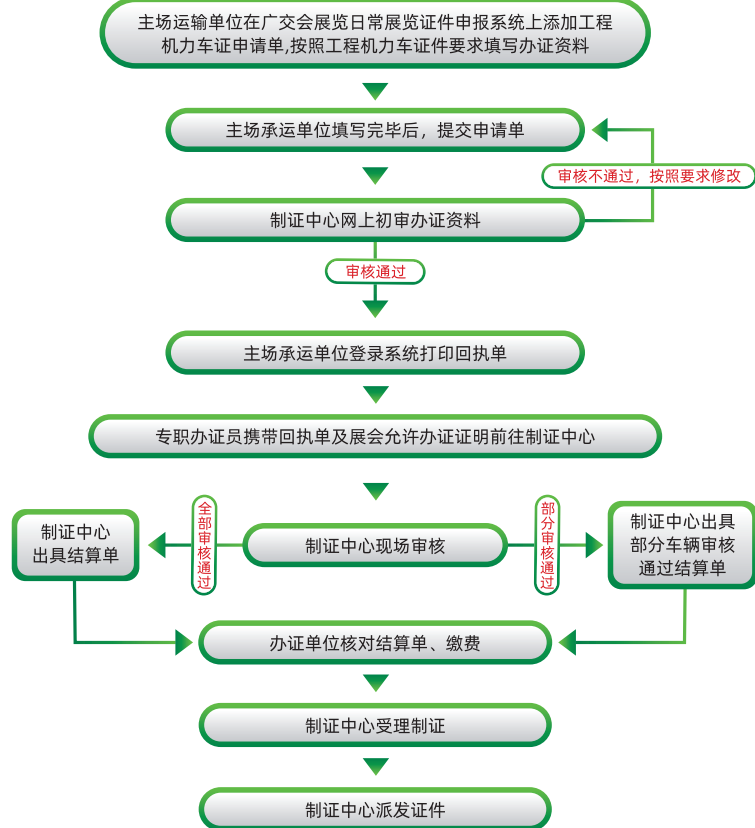 主场运输单位在广交会展览日常展览证件申报系统上添加工程
机力车证申请单,按照工程机力车证件要求填写办证资料
主场承运单位填写完毕后，提交申请单
审核不通过，按照要求修改
制证中心网上初审办证资料
审核通过
主场承运单位登录系统打印回执单
专职办证员携带回执单及展会允许办证证明前往制证中心
制证中心
出具结算单
全部审核通过
制证中心现场审核
部分审核通过
制证中心出具
部分车辆审核
通过结算单
办证单位核对结算单、缴费
制证中心受理制证
制证中心派发证件